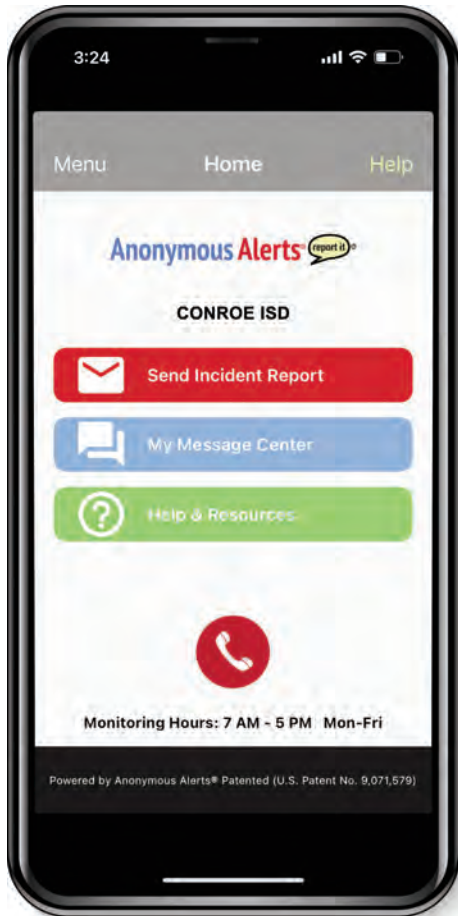 3:24
Menu Home Help
Anonymous Alerts® report it®
CONROE ISD
Send Incident Report
My Message Center
Help & Resources
Monitoring Hours: 7 AM - 5 PM Mon-Fri
Powered by Anonymous Alerts® Patented (U.S. Patent No. 9,071,579)